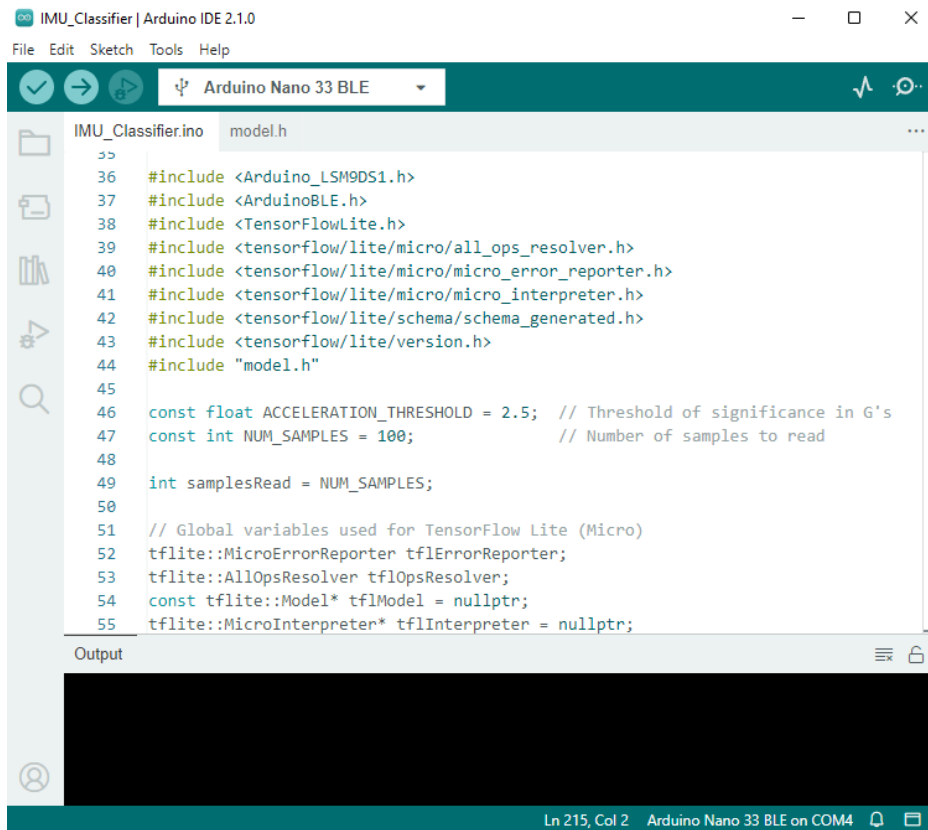 IMU_Classifier | Arduino IDE 2.1.0
File Edit Sketch Tools Help
Arduino Nano 33 BLE
IMU_Classifier.ino model.h
35
36 #include <Arduino_LSM9DS1.h>
37 #include <ArduinoBLE.h>
38 #include <TensorFlowLite.h>
39 #include <tensorflow/lite/micro/all_ops_resolver.h>
40 #include <tensorflow/lite/micro/micro_error_reporter.h>
41 #include <tensorflow/lite/micro/micro_interpreter.h>
42 #include <tensorflow/lite/schema/schema_generated.h>
43 #include <tensorflow/lite/version.h>
44 #include "model.h"
45
46 const float ACCELERATION_THRESHOLD = 2.5;  // Threshold of significance in G's
47 const int NUM_SAMPLES = 100;               // Number of samples to read
48
49 int samplesRead = NUM_SAMPLES;
50
51 // Global variables used for TensorFlow Lite (Micro)
52 tflite::MicroErrorReporter tflErrorReporter;
53 tflite::AllOpsResolver tflOpsResolver;
54 const tflite::Model* tflModel = nullptr;
55 tflite::MicroInterpreter* tflInterpreter = nullptr;
Output
Ln 215, Col 2 Arduino Nano 33 BLE on COM4